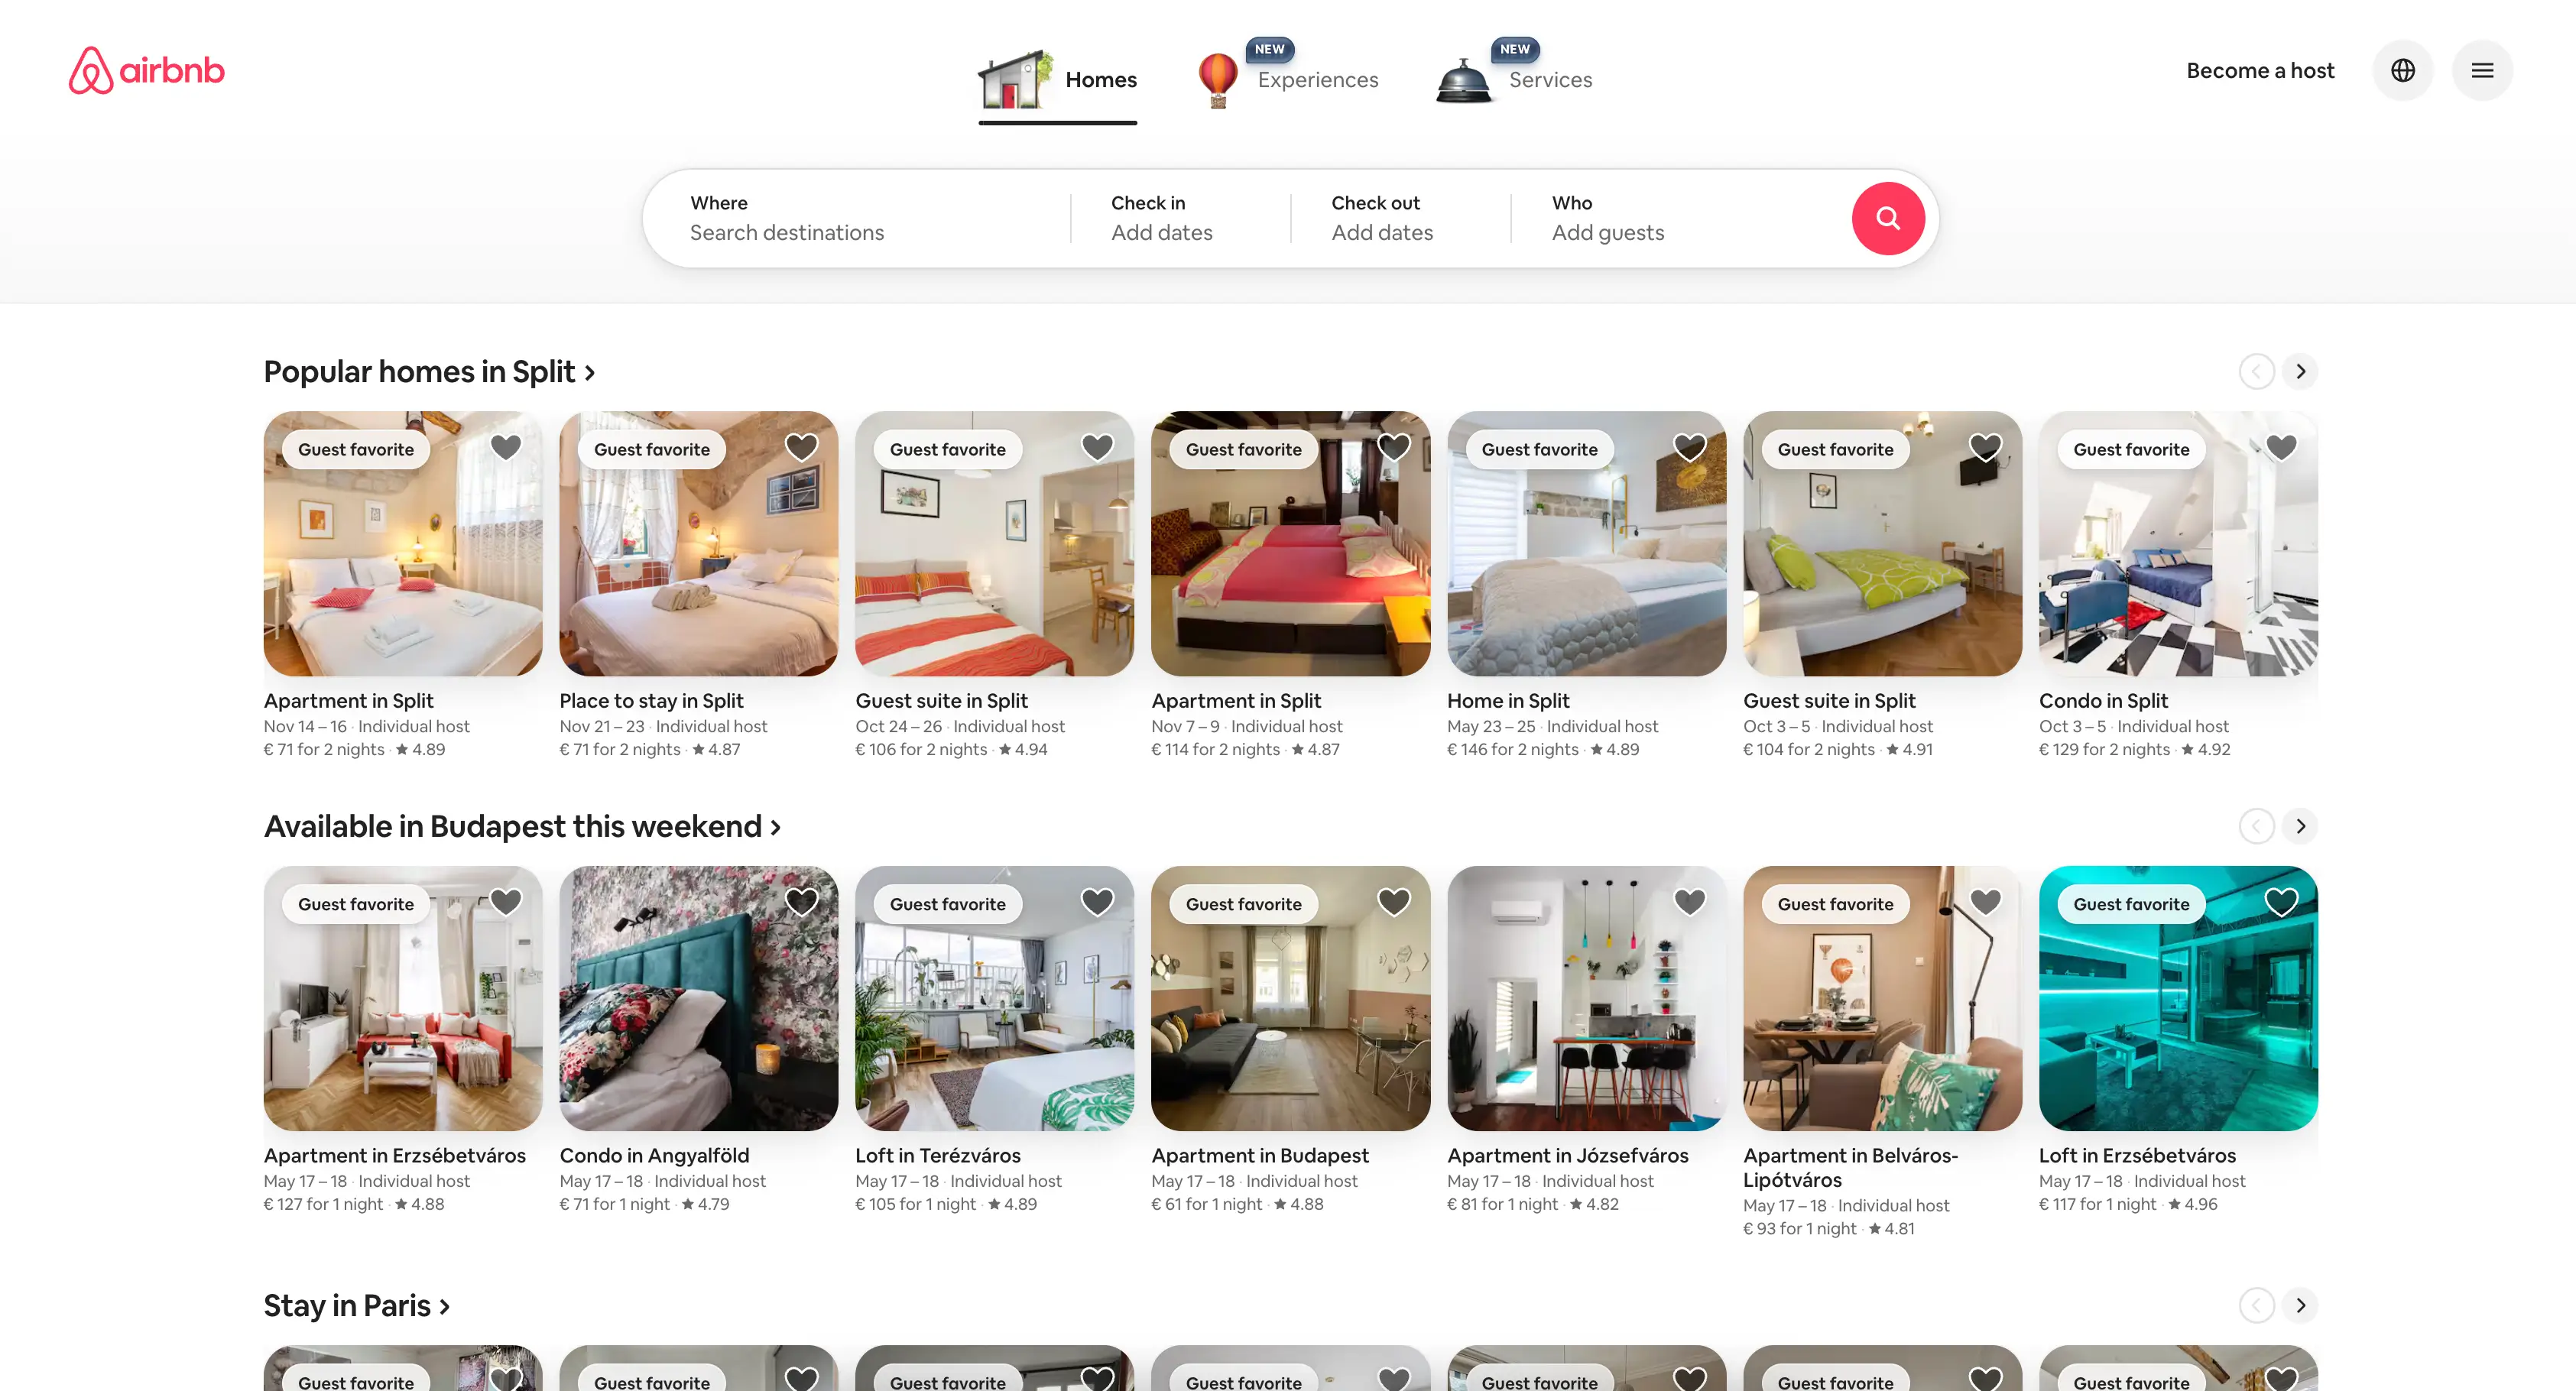 airbnb
Homes
NEW
Experiences
NEW
Services
Become a host
Where
Search destinations
Check in
Add dates
Check out
Add dates
Who
Add guests
Popular homes in Split
Guest favorite
Guest favorite
Guest favorite
Guest favorite
Guest favorite
Guest favorite
Guest favorite
Apartment in Split
Nov 14 – 16 · Individual host
€ 71 for 2 nights · ★ 4.89
Place to stay in Split
Nov 21 – 23 · Individual host
€ 71 for 2 nights · ★ 4.87
Guest suite in Split
Oct 24 – 26 · Individual host
€ 106 for 2 nights · ★ 4.94
Apartment in Split
Nov 7 – 9 · Individual host
€ 114 for 2 nights · ★ 4.87
Home in Split
May 23 – 25 · Individual host
€ 146 for 2 nights · ★ 4.89
Guest suite in Split
Oct 3 – 5 · Individual host
€ 104 for 2 nights · ★ 4.91
Condo in Split
Oct 3 – 5 · Individual host
€ 129 for 2 nights · ★ 4.92
Available in Budapest this weekend
Guest favorite
Guest favorite
Guest favorite
Guest favorite
Guest favorite
Apartment in Erzsébetváros
May 17 – 18 · Individual host
€ 127 for 1 night · ★ 4.88
Condo in Angyalföld
May 17 – 18 · Individual host
€ 71 for 1 night · ★ 4.79
Loft in Terézváros
May 17 – 18 · Individual host
€ 105 for 1 night · ★ 4.89
Apartment in Budapest
May 17 – 18 · Individual host
€ 61 for 1 night · ★ 4.88
Apartment in Józsefváros
May 17 – 18 · Individual host
€ 81 for 1 night · ★ 4.82
Apartment in Belváros-
Lipótváros
May 17 – 18 · Individual host
€ 93 for 1 night · ★ 4.81
Loft in Erzsébetváros
May 17 – 18 · Individual host
€ 117 for 1 night · ★ 4.96
Stay in Paris
Guest favorite
Guest favorite
Guest favorite
Guest favorite
Guest favorite
Guest favorite
Guest favorite